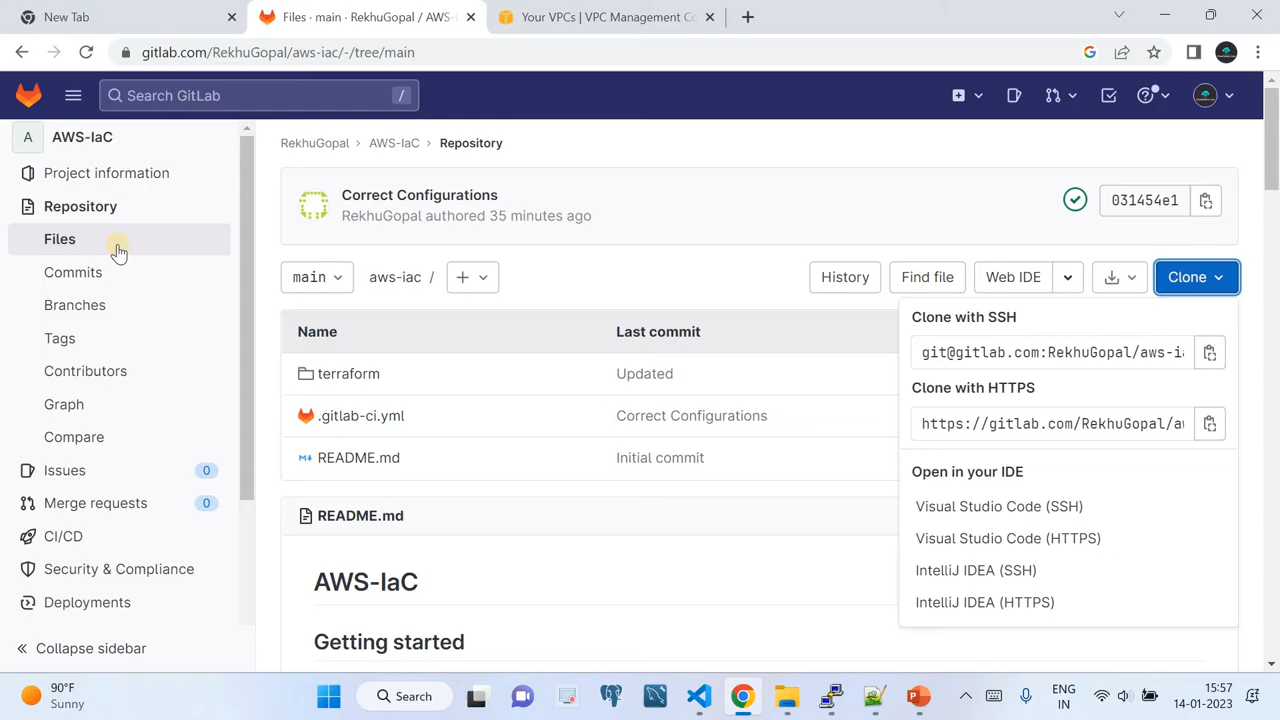 New Tab
Files · main · RekhuGopal / AWS-
Your VPCs | VPC Management Co
gitlab.com/RekhuGopal/aws-iac/-/tree/main
Search GitLab /
A AWS-IaC
Project information
Repository
Files
Commits
Branches
Tags
Contributors
Graph
Compare
Issues 0
Merge requests 0
CI/CD
Security & Compliance
Deployments
Collapse sidebar
RekhuGopal > AWS-IaC > Repository
Correct Configurations
RekhuGopal authored 35 minutes ago
031454e1
main
aws-iac /
History
Find file
Web IDE
Clone
Name Last commit
terraform Updated
.gitlab-ci.yml Correct Configurations
README.md Initial commit
README.md
AWS-IaC
Getting started
Clone with SSH
git@gitlab.com:RekhuGopal/aws-ia
Clone with HTTPS
https://gitlab.com/RekhuGopal/aw
Open in your IDE
Visual Studio Code (SSH)
Visual Studio Code (HTTPS)
IntelliJ IDEA (SSH)
IntelliJ IDEA (HTTPS)
90°F
Sunny
Search
ENG
IN
15:57
14-01-2023